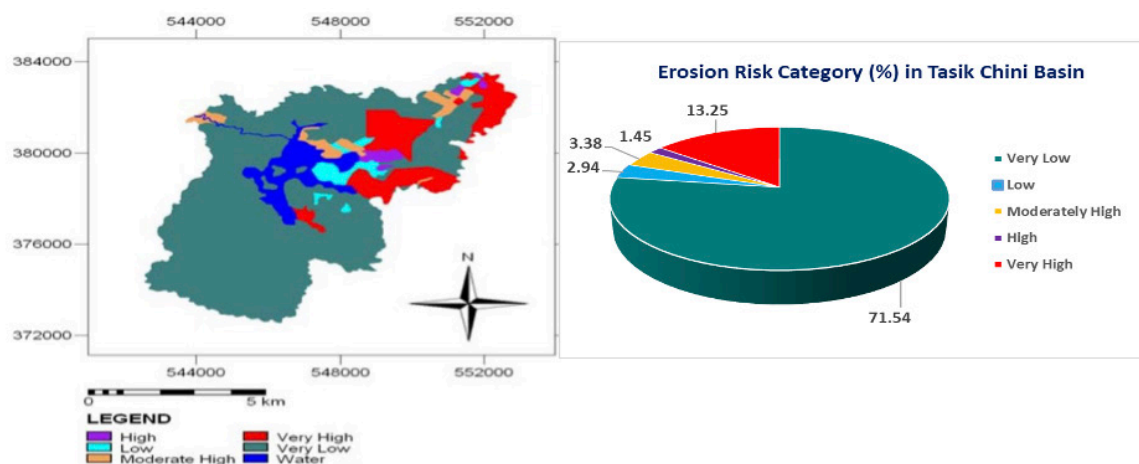 544000 548000 552000
384000
380000
376000
372000
N
544000 548000 552000
0 5 km
LEGEND
High Very High
Low Very Low
Moderate High Water
Erosion Risk Category (%) in Tasik Chini Basin
13.25
1.45
3.38
2.94
71.54
Very Low
Low
Moderately High
High
Very High